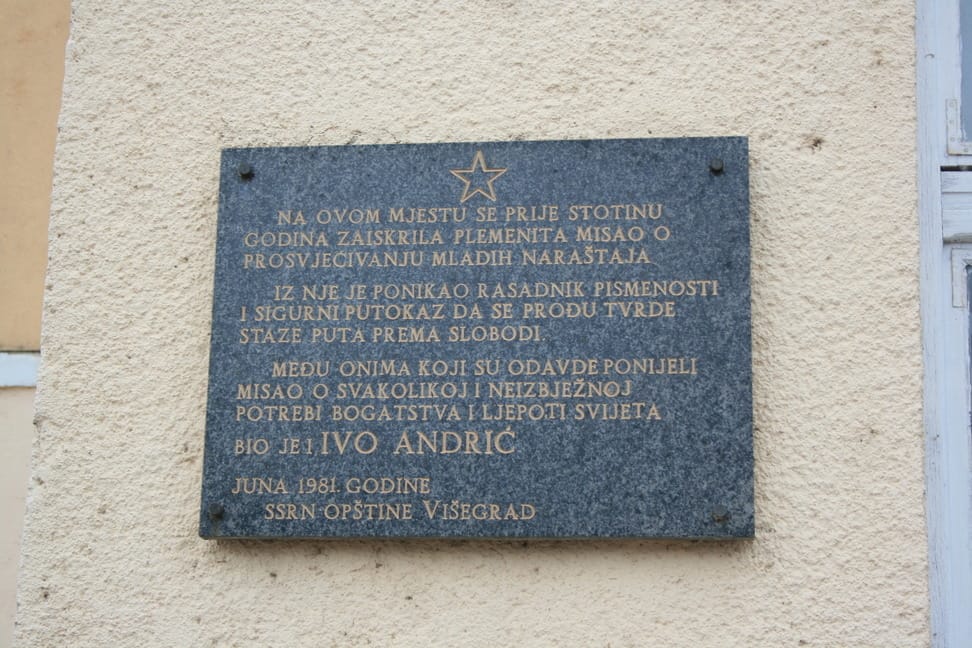 NA OVOM MJESTU SE PRIJE STOTINU
GODINA ZAISKRILA PLEMENITA MISAO O
PROSVJEĆIVANJU MLADIH NARAŠTAJA
IZ NJE JE PONIKAO RASADNIK PISMENOSTI
I SIGURNI PUTOKAZ DA SE PROĐU TVRDE
STAZE PUTA PREMA SLOBODI.
MEĐU ONIMA KOJI SU ODAVDE PONIJELI
MISAO O SVAKOLIKOJ I NEIZBJEŽNOJ
POTREBI BOGATSTVA I LJEPOTI SVIJETA
BIO JE I IVO ANDRIĆ
JUNA 1981. GODINE
SSRN OPŠTINE VIŠEGRAD